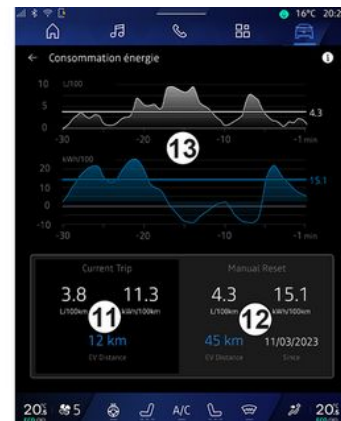 16°C 20:2
← Consommation énergie
10 L/100
5
4.3
0
-30 -20 -10 -1 min
13
kWh/100
20
15.1
10
0
-10
-30 -20 -10 -1 min
Current Trip Manual Reset
3.8 11.3 4.3 15.1
L/100km kWh/100km L/100km kWh/100km
11 12
12 km 45 km 11/03/2023
EV Distance EV Distance Since
20 5 A/C 20